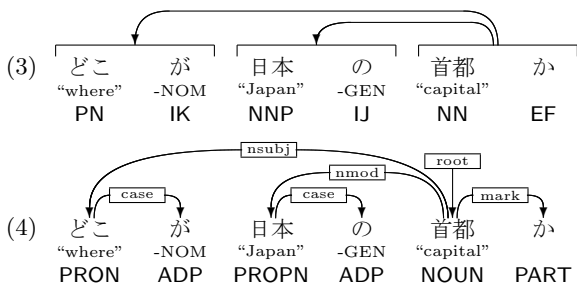 (3) どこ が 日本 の 首都 か
“where” -NOM “Japan” -GEN “capital”
PN IK NNP IJ NN EF
nsubj root
nmod
case case mark
(4) どこ が 日本 の 首都 か
“where” -NOM “Japan” -GEN “capital”
PRON ADP PROPN ADP NOUN PART